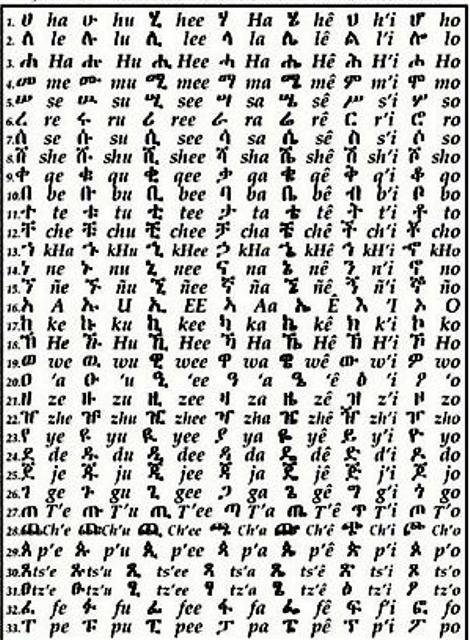 1. ሀ ha ሁ hu ሂ hee ሃ Ha ሄ hê ህ h'i ሆ ho
2. ለ le ሉ lu ሊ lee ላ la ሌ lê ል l'i ሎ lo
3. ሐ Ha ሑ Hu ሒ Hee ሓ Ha ሔ Hê ሕ H'i ሖ Ho
4. መ me ሙ mu ሚ mee ማ ma ሜ mê ም m'i ሞ mo
5. ሠ se ሡ su ሢ see ሣ sa ሤ sê ሥ s'i ሦ so
6. ረ re ሩ ru ሪ ree ራ ra ሬ rê ር r'i ሮ ro
7. ሰ se ሱ su ሲ see ሳ sa ሴ sê ስ s'i ሶ so
8. ሸ she ሹ shu ሺ shee ሻ sha ሼ shê ሽ sh'i ሾ sho
9. ቀ qe ቁ qu ቂ qee ቃ qa ቄ qê ቅ q'i ቆ qo
10. በ be ቡ bu ቢ bee ባ ba ቤ bê ብ b'i ቦ bo
11. ተ te ቱ tu ቲ tee ታ ta ቴ tê ት t'i ቶ to
12. ቸ che ቹ chu ቺ chee ቻ cha ቼ chê ች ch'i ቾ cho
13. ኀ kHa ኁ kHu ኂ kHee ኃ kHa ኄ kHê ኅ kH'i ኆ kHo
14. ነ ne ኑ nu ኒ nee ና na ኔ nê ን n'i ኖ no
15. ኘ ñe ኙ ñu ኚ ñee ኛ ña ኜ ñê ኝ ñ'i ኞ ño
16. አ A ኡ U ኢ EE ኣ Aa ኤ Ê እ 'I ኦ O
17. ከ ke ኩ ku ኪ kee ካ ka ኬ kê ክ k'i ኮ ko
18. ኸ He ኹ Hu ኺ Hee ኻ Ha ኼ Hê ኽ H'i ኾ Ho
19. ወ we ዉ wu ዊ wee ዋ wa ዌ wê ው w'i ዎ wo
20. ዐ 'a ዑ 'u ዒ 'ee ዓ 'a ዔ 'ê ዕ 'i ዖ 'o
21. ዘ ze ዙ zu ዚ zee ዛ za ዜ zê ዝ z'i ዞ zo
22. ዠ zhe ዡ zhu ዢ zhee ዣ zha ዤ zhê ዥ zh'i ዦ zho
23. የ ye ዩ yu ዪ yee ያ ya ዬ yê ይ y'i ዮ yo
24. ደ de ዱ du ዲ dee ዳ da ዴ dê ድ d'i ዶ do
25. ጀ je ጁ ju ጂ jee ጃ ja ጄ jê ጅ j'i ጆ jo
26. ገ ge ጉ gu ጊ gee ጋ ga ጌ gê ግ g'i ጎ go
27. ጠ T'e ጡ T'u ጢ T'ee ጣ T'a ጤ T'ê ጥ T'i ጦ T'o
28. ጨ Ch'e ጩ Ch'u ጪ Ch'ee ጫ Ch'a ጬ Ch'ê ጭ Ch'i ጮ Ch'o
29. ጰ p'e ጱ p'u ጲ p'ee ጳ p'a ጴ p'ê ጵ p'i ጶ p'o
30. ጸ ts'e ጹ ts'u ጺ ts'ee ጻ ts'a ጼ ts'ê ጽ ts'i ጾ ts'o
31. ፀ tz'e ፁ tz'u ፂ tz'ee ፃ tz'a ፄ tz'ê ፅ tz'i ፆ tz'o
32. ፈ fe ፉ fu ፊ fee ፋ fa ፌ fê ፍ f'i ፎ fo
33. ፐ pe ፑ pu ፒ pee ፓ pa ፔ pê ፕ p'i ፖ po